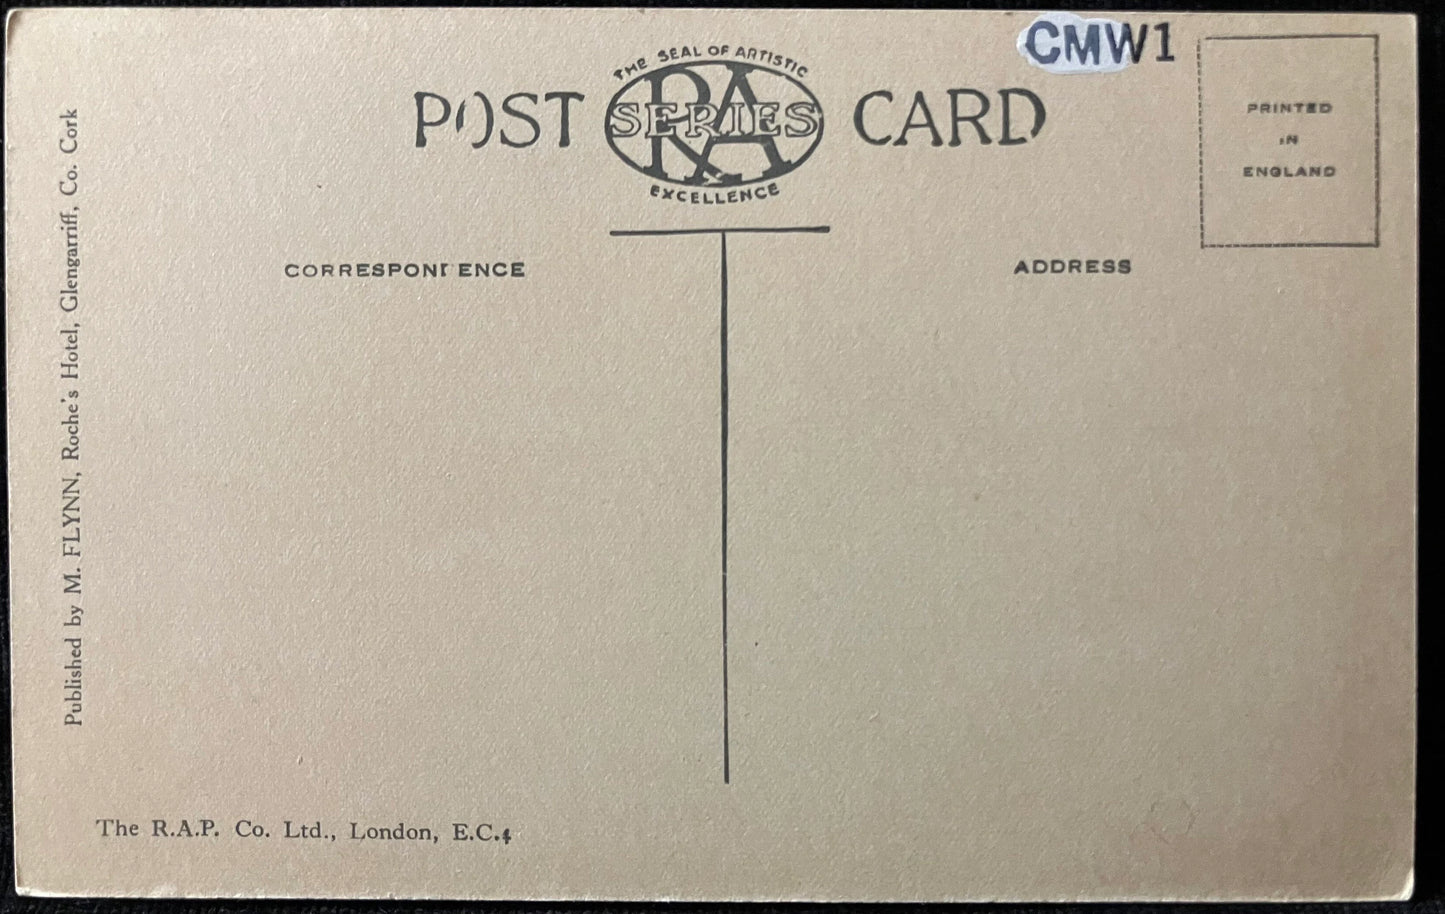 CMW1
POST CARD
THE SEAL OF ARTISTIC
RA
SERIES
EXCELLENCE
PRINTED
IN
ENGLAND
CORRESPONDENCE
ADDRESS
Published by M. FLYNN, Roche's Hotel, Glengarriff, Co. Cork
The R.A.P. Co. Ltd., London, E.C.4